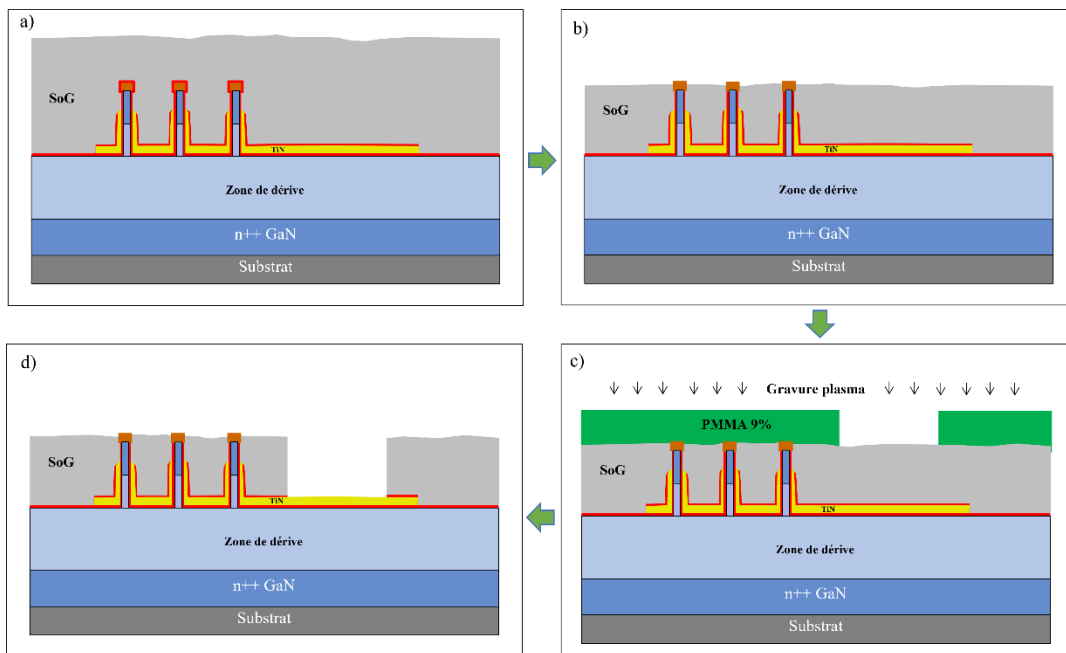 a)
SoG
TiN
Zone de dérive
n++ GaN
Substrat
b)
SoG
TiN
Zone de dérive
n++ GaN
Substrat
d)
SoG
TiN
Zone de dérive
n++ GaN
Substrat
c)
Gravure plasma
PMMA 9%
SoG
TiN
Zone de dérive
n++ GaN
Substrat